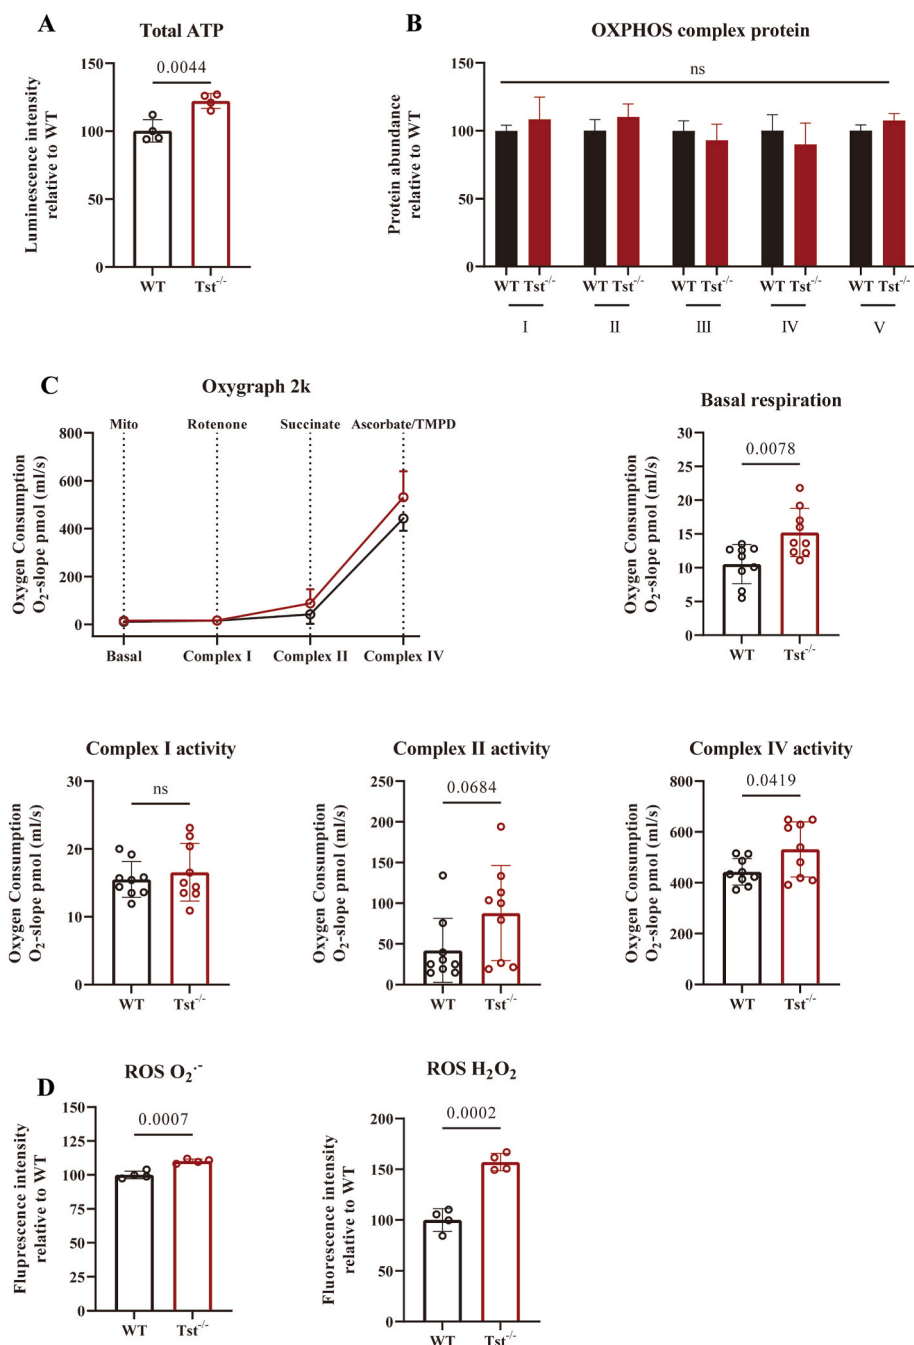 A
Total ATP
Luminescence intensity
relative to WT
150
100
50
0
0.0044
WT
Tst-/-
B
OXPHOS complex protein
Protein abundance
relative to WT
150
100
50
0
ns
WT Tst-/- WT Tst-/- WT Tst-/- WT Tst-/- WT Tst-/-
I II III IV V
C
Oxygraph 2k
Oxygen Consumption
O2-slope pmol (ml/s)
Mito Rotenone Succinate Ascorbate/TMPD
800
600
400
200
0
Basal Complex I Complex II Complex IV
Basal respiration
Oxygen Consumption
O2-slope pmol (ml/s)
30
25
20
15
10
5
0
0.0078
WT Tst-/-
Complex I activity
Oxygen Consumption
O2-slope pmol (ml/s)
30
20
10
0
ns
WT Tst-/-
Complex II activity
Oxygen Consumption
O2-slope pmol (ml/s)
250
200
150
100
50
0
0.0684
WT Tst-/-
Complex IV activity
Oxygen Consumption
O2-slope pmol (ml/s)
800
600
400
200
0
0.0419
WT Tst-/-
D
ROS O2·-
Fluprescence intensity
relative to WT
150
125
100
75
50
25
0
0.0007
WT Tst-/-
ROS H2O2
Fluorescence intensity
relative to WT
200
150
100
50
0
0.0002
WT Tst-/-